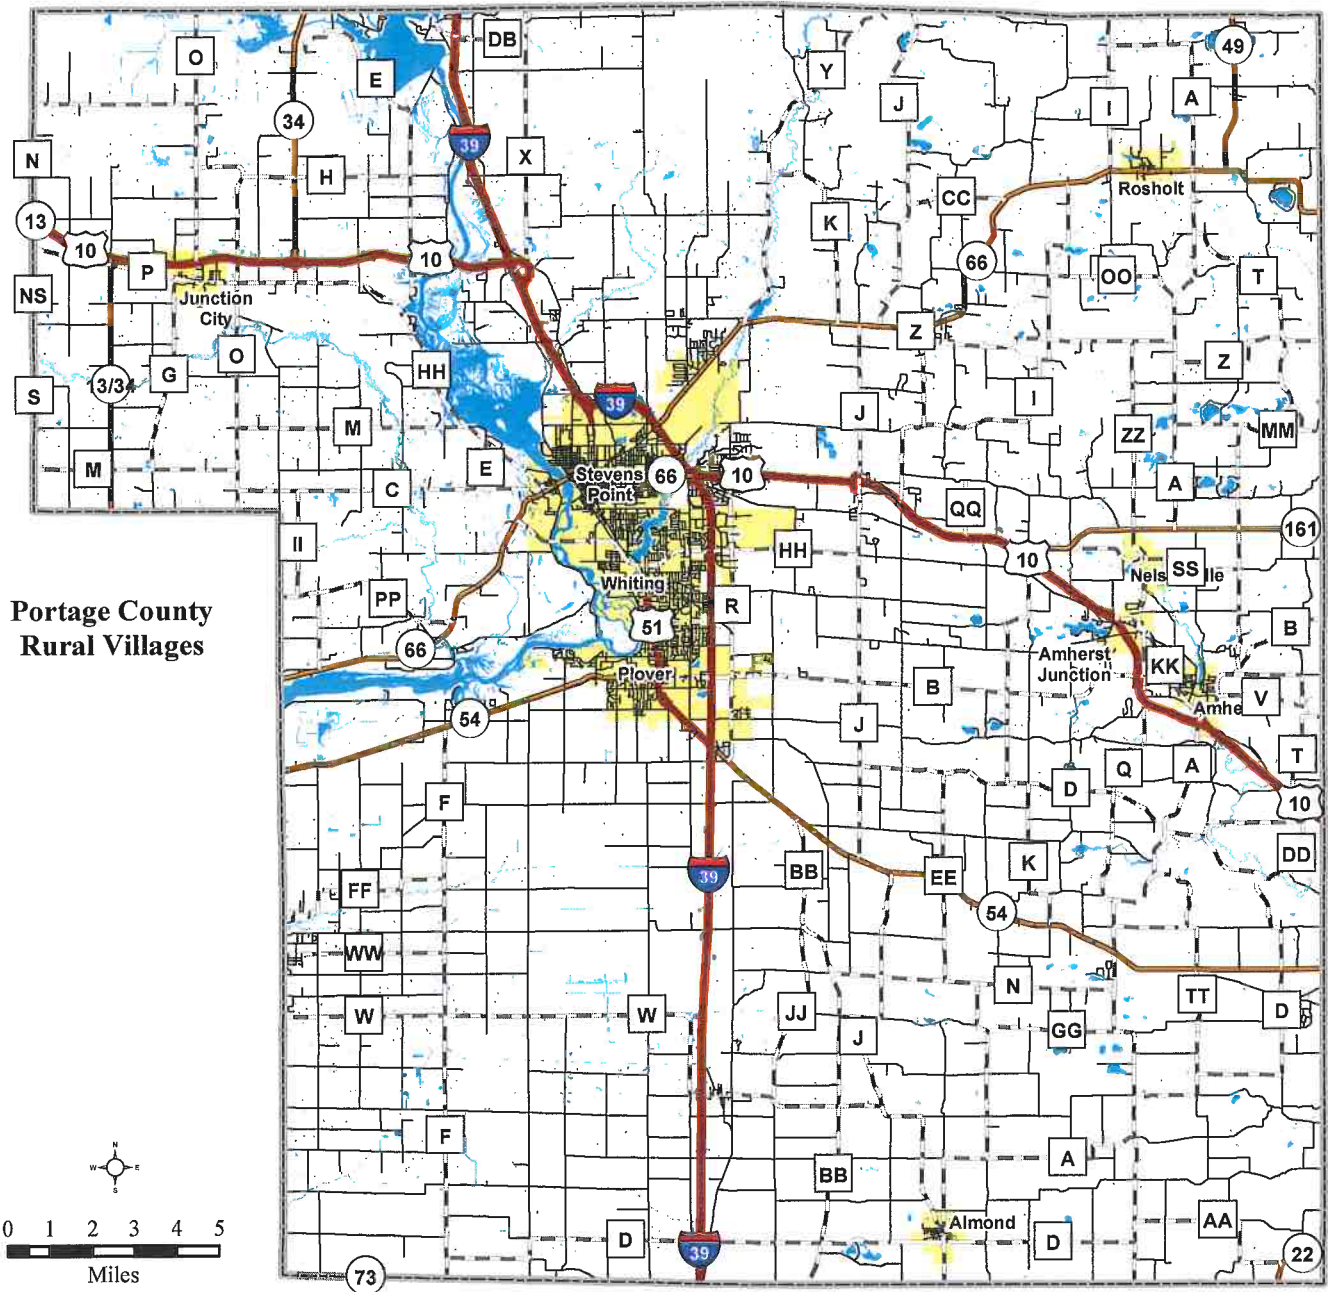 DB
O
49
E
Y
J
I
A
34
39
N
H
X
Rosholt
CC
13
K
10
10
P
66
OO
T
NS
Junction
City
Z
O
Z
13/34
G
HH
S
39
I
J
M
ZZ
MM
M
E
Stevens
Point
66
10
C
A
QQ
161
II
HH
10
Whiting
Nels
SS
lle
PP
R
51
B
66
Amherst
Junction
KK
Plover
B
V
Amhe
54
J
T
Q
A
D
F
10
BB
K
DD
39
EE
FF
54
WW
N
TT
W
W
JJ
GG
D
J
F
A
BB
Almond
AA
D
D
39
22
73
Portage County
Rural Villages
N
W
E
S
0 1 2 3 4 5
Miles